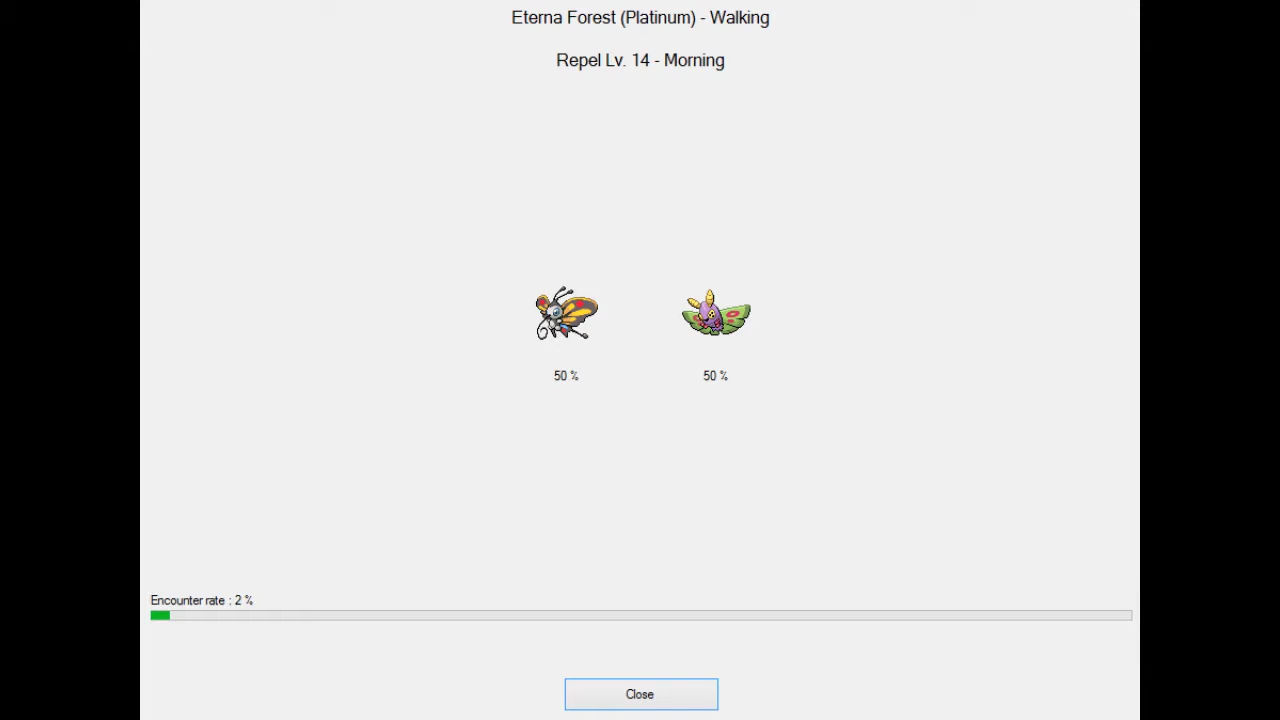 Eterna Forest (Platinum) - Walking
Repel Lv. 14 - Morning
50 %
50 %
Encounter rate : 2 %
Close